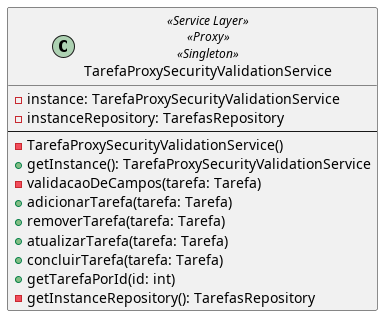 «Service Layer»
«Proxy»
«Singleton»
C TarefaProxySecurityValidationService
instance: TarefaProxySecurityValidationService
instanceRepository: TarefasRepository
TarefaProxySecurityValidationService()
getInstance(): TarefaProxySecurityValidationService
validacaoDeCampos(tarefa: Tarefa)
adicionarTarefa(tarefa: Tarefa)
removerTarefa(tarefa: Tarefa)
atualizarTarefa(tarefa: Tarefa)
concluirTarefa(tarefa: Tarefa)
getTarefaPorId(id: int)
getInstanceRepository(): TarefasRepository